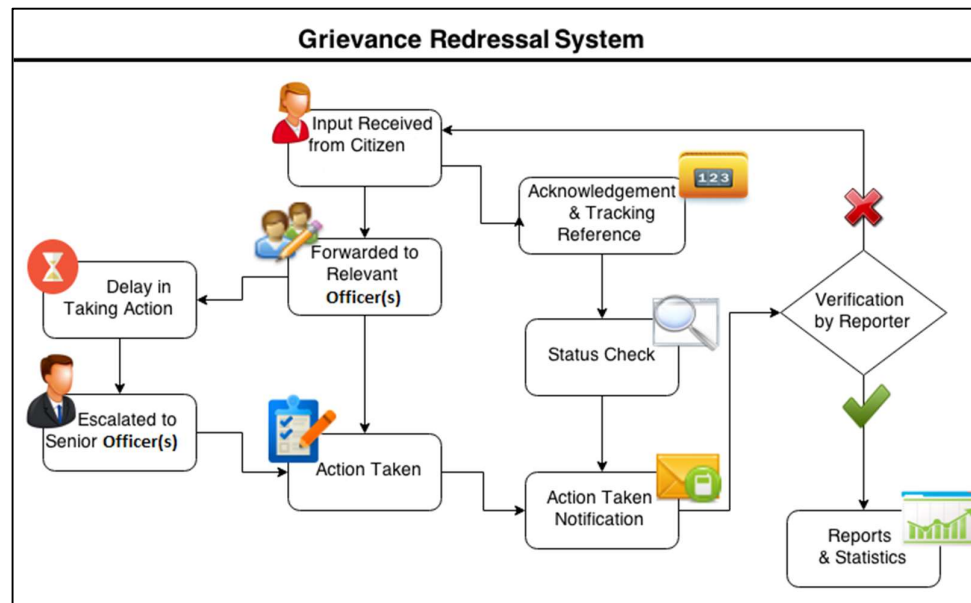 Grievance Redressal System
Input Received
from Citizen
Acknowledgement
& Tracking
Reference
123
Forwarded to
Relevant
Officer(s)
Delay in
Taking Action
Verification
by Reporter
Status Check
Escalated to
Senior Officer(s)
Action Taken
Action Taken
Notification
Reports
& Statistics